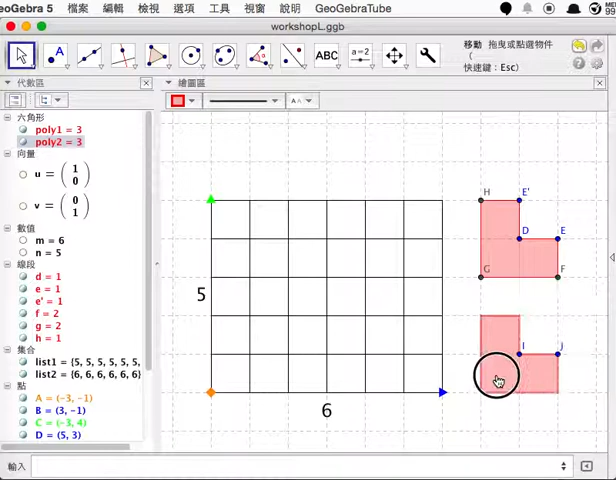 GeoGebra 5 檔案 編輯 檢視 選項 工具 視窗 說明 GeoGebraTube
workshopL.ggb
A
ABC
a=2
移動 拖曳或點選物件
(
快速鍵: Esc)
代數區
繪圖區
六角形
poly1 = 3
poly2 = 3
向量
u = ( 1 0 )
v = ( 0 1 )
數值
m = 6
n = 5
線段
d = 1
e = 1
e' = 1
f = 2
g = 2
h = 1
集合
list1 = {5, 5, 5, 5, 5, 5,
list2 = {6, 6, 6, 6, 6, 6}
點
A = (-3, -1)
B = (3, -1)
C = (-3, 4)
D = (5, 3)
5
6
H E'
D E
G F
I J
輸入